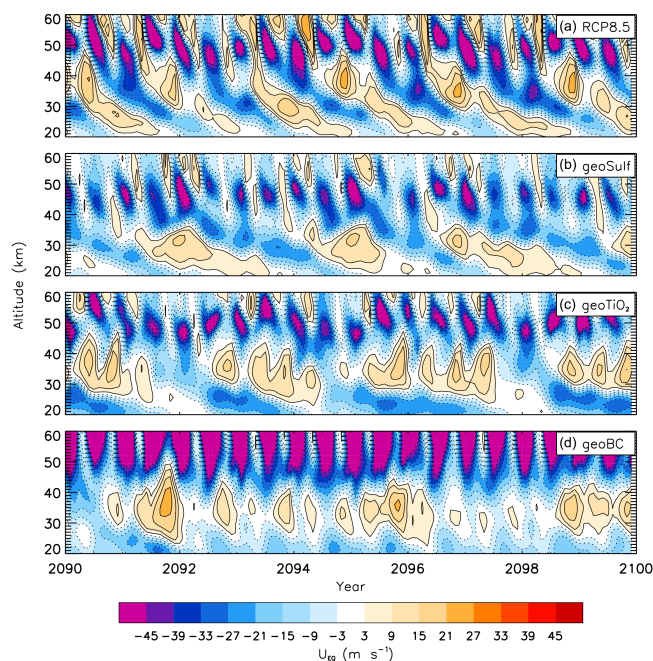 60
50
40
30
20
(a) RCP8.5
60
50
40
30
20
(b) geoSulf
60
50
40
30
20
(c) geoTiO₂
60
50
40
30
20
(d) geoBC
Altitude (km)
2090 2092 2094 2096 2098 2100
Year
−45 −39 −33 −27 −21 −15 −9 −3 3 9 15 21 27 33 39 45
U_EQ (m s⁻¹)